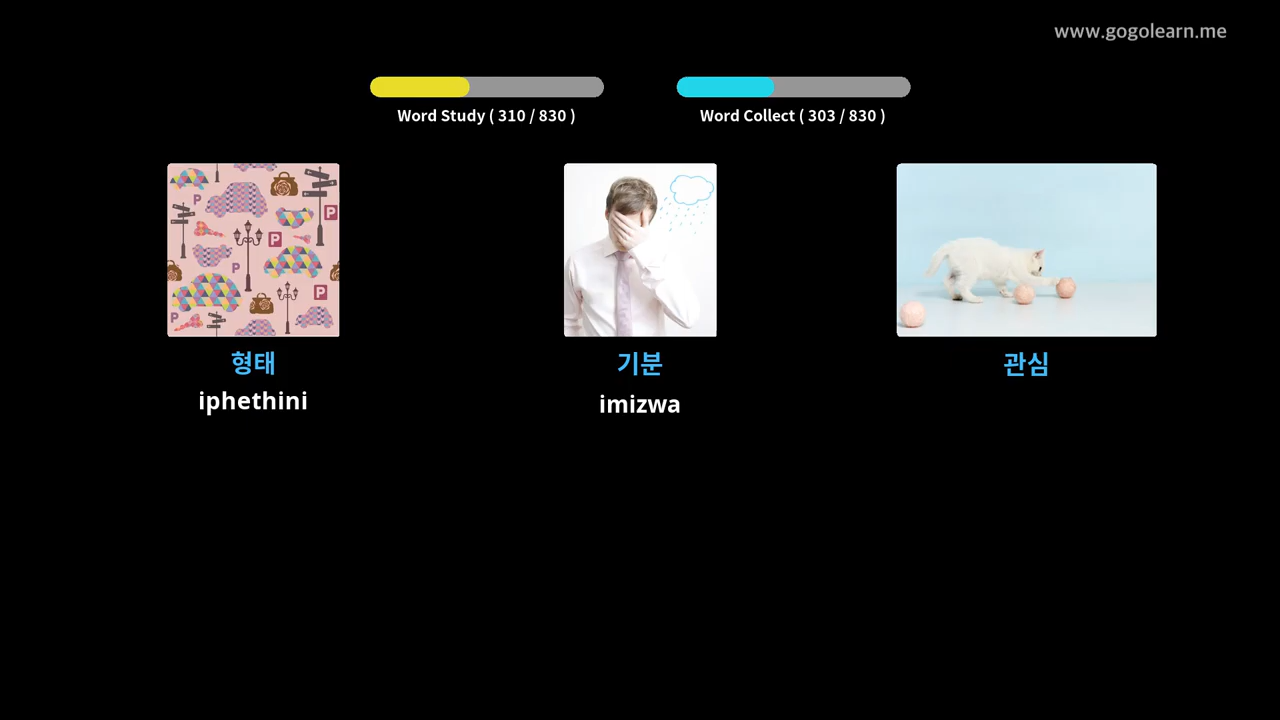 www.gogolearn.me
Word Study ( 310 / 830 )
Word Collect ( 303 / 830 )
P
P
P
P
P
P
형태
기분
관심
iphethini
imizwa